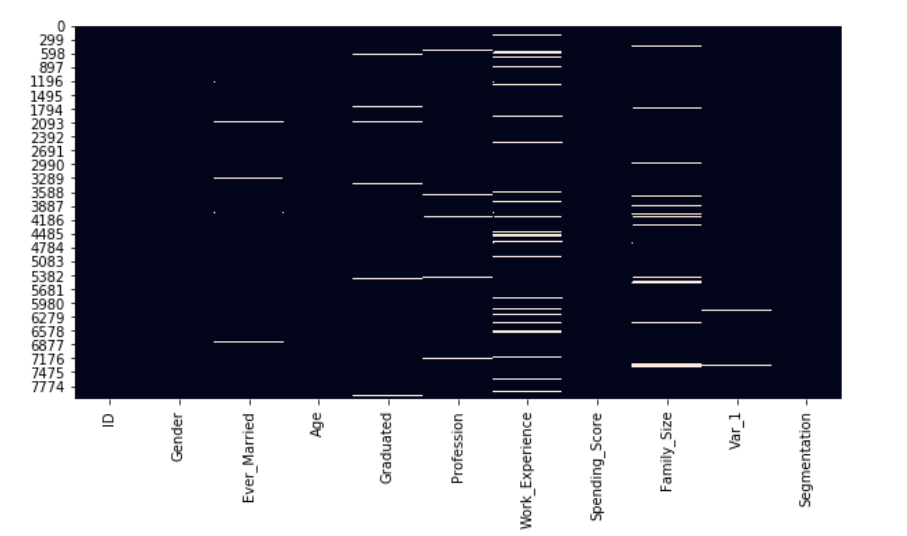 0
299
598
897
1196
1495
1794
2093
2392
2691
2990
3289
3588
3887
4186
4485
4784
5083
5382
5681
5980
6279
6578
6877
7176
7475
7774
ID
Gender
Ever_Married
Age
Graduated
Profession
Work_Experience
Spending_Score
Family_Size
Var_1
Segmentation